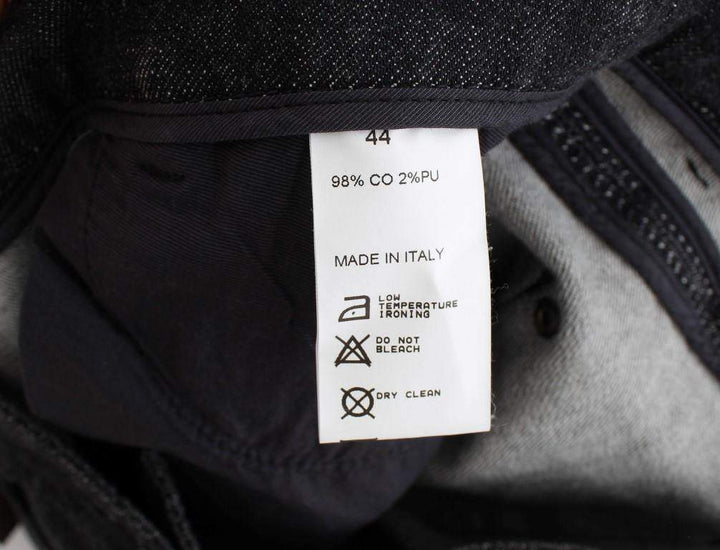 44
98% CO 2%PU
MADE IN ITALY
LOW
TEMPERATURE
IRONING
DO NOT
BLEACH
DRY CLEAN